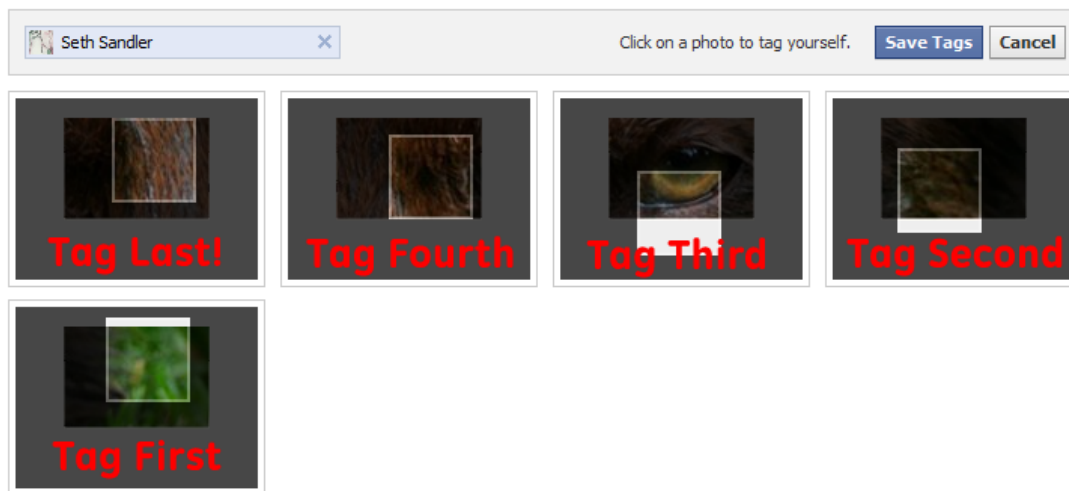 Seth Sandler
Click on a photo to tag yourself.
Save Tags
Cancel
Tag Last!
Tag Fourth
Tag Third
Tag Second
Tag First